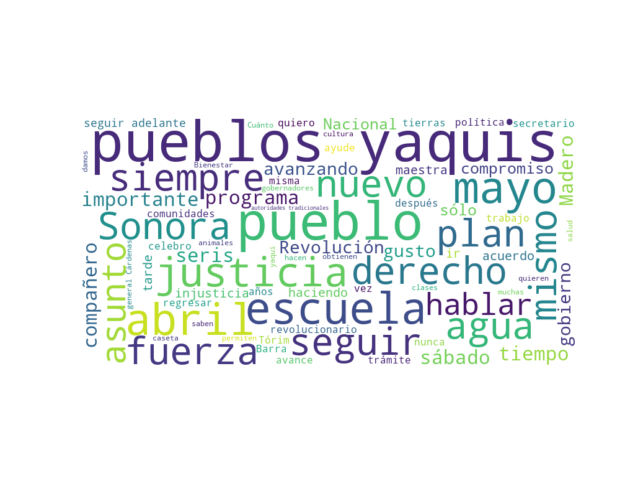 seguir adelante Cuánto quiero Nacional tierras política secretario
pueblos yaquis
cultura
damos siempre Bienestar avanzando ayude maestra compromiso Madero
misma nuevo mayo
importante programa gobernadores después sólo trabajo
comunidades autoridades tradicionales
Sonora pueblo plan mismo salud
celebro animales Revolución gusto ir acuerdo
compañero asunto general Cárdenas tarde seris yaqui hacen obtienen derecho quieren gobierno
justicia
injusticia años haciendo vez clases muchas
regresar
abril escuela hablar
saben agua
revolucionario
fuerza caseta permiten Tórim seguir nunca
Barra sábado tiempo
avance trámite